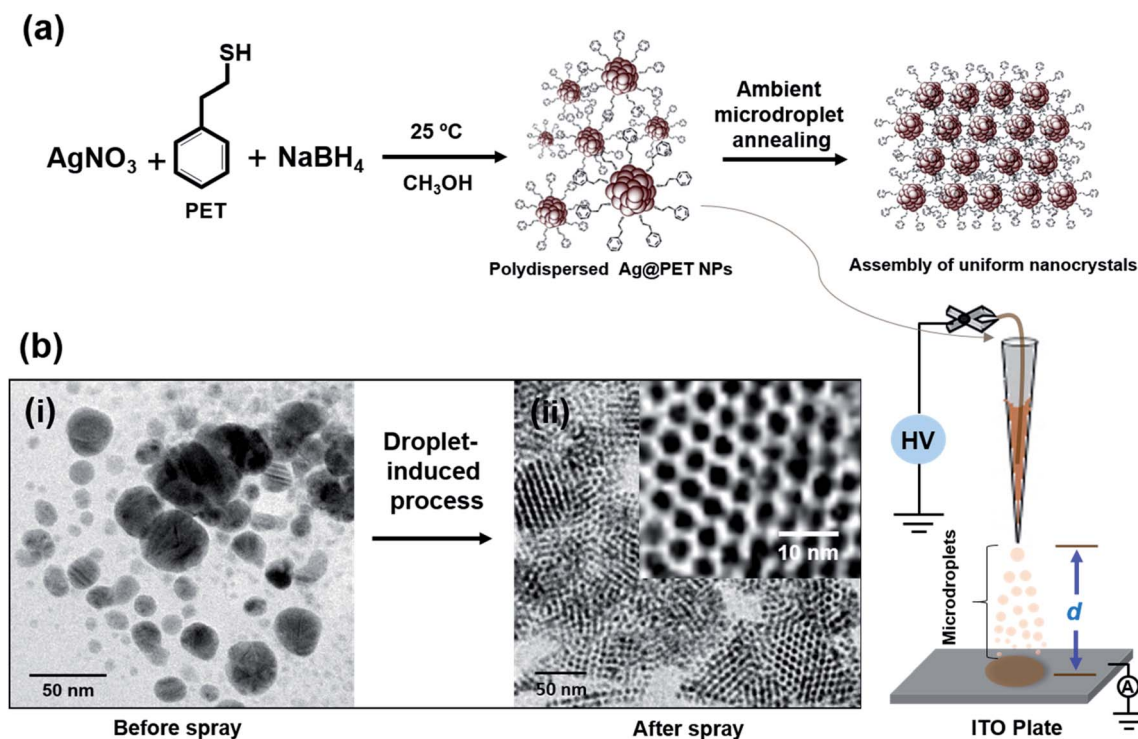 (a)
SH
AgNO3 + + NaBH4
PET
25 ºC
CH3OH
Polydispersed Ag@PET NPs
Ambient
microdroplet
annealing
Assembly of uniform nanocrystals
(b)
(i)
50 nm
Before spray
Droplet-
induced
process
(ii)
10 nm
50 nm
After spray
HV
Microdroplets
d
A
ITO Plate